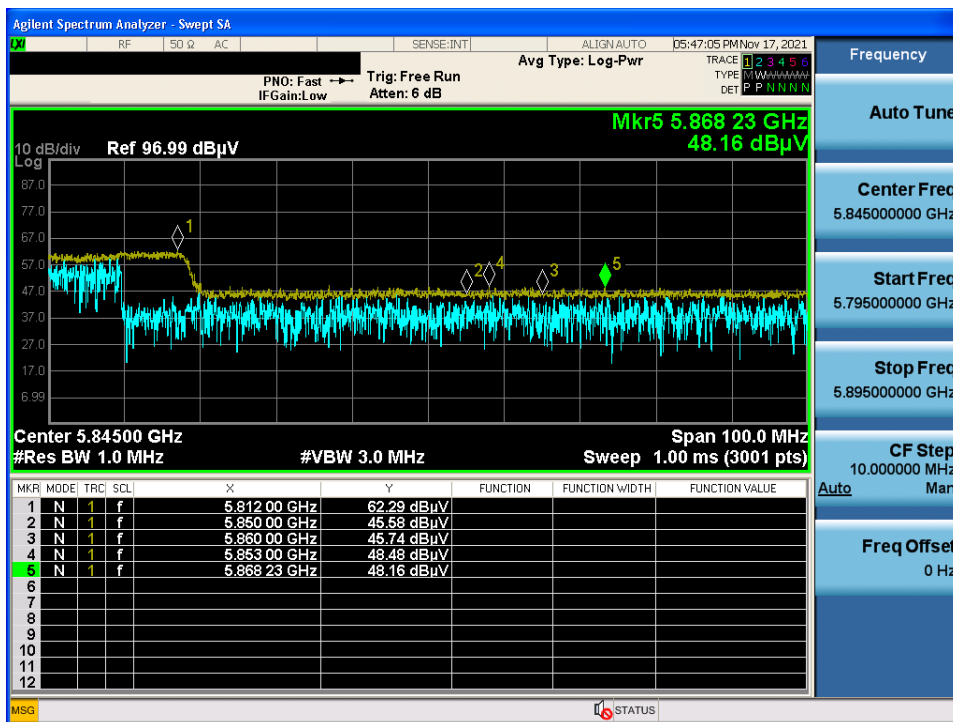 Agilent Spectrum Analyzer - Swept SA
LXI RF 50 Ω AC SENSE:INT ALIGN AUTO 05:47:05 PM Nov 17, 2021
Frequency
PNO: Fast
IFGain:Low
Trig: Free Run
Atten: 6 dB
Avg Type: Log-Pwr
TRACE 1 2 3 4 5 6
TYPE M W W W W W
DET P P N N N N
Auto Tune
Mkr5 5.868 23 GHz
48.16 dBµV
10 dB/div Ref 96.99 dBµV
Log
87.0
77.0
67.0
57.0
47.0
37.0
27.0
17.0
6.99
1
2
4
3
5
Center Freq
5.845000000 GHz
Start Freq
5.795000000 GHz
Stop Freq
5.895000000 GHz
CF Step
10.000000 MHz
Auto Man
Freq Offset
0 Hz
Center 5.84500 GHz Span 100.0 MHz
#Res BW 1.0 MHz #VBW 3.0 MHz Sweep 1.00 ms (3001 pts)
MKR MODE TRC SCL X Y FUNCTION FUNCTION WIDTH FUNCTION VALUE
1 N 1 f 5.812 00 GHz 62.29 dBµV
2 N 1 f 5.850 00 GHz 45.58 dBµV
3 N 1 f 5.860 00 GHz 45.74 dBµV
4 N 1 f 5.853 00 GHz 48.48 dBµV
5 N 1 f 5.868 23 GHz 48.16 dBµV
6
7
8
9
10
11
12
MSG STATUS